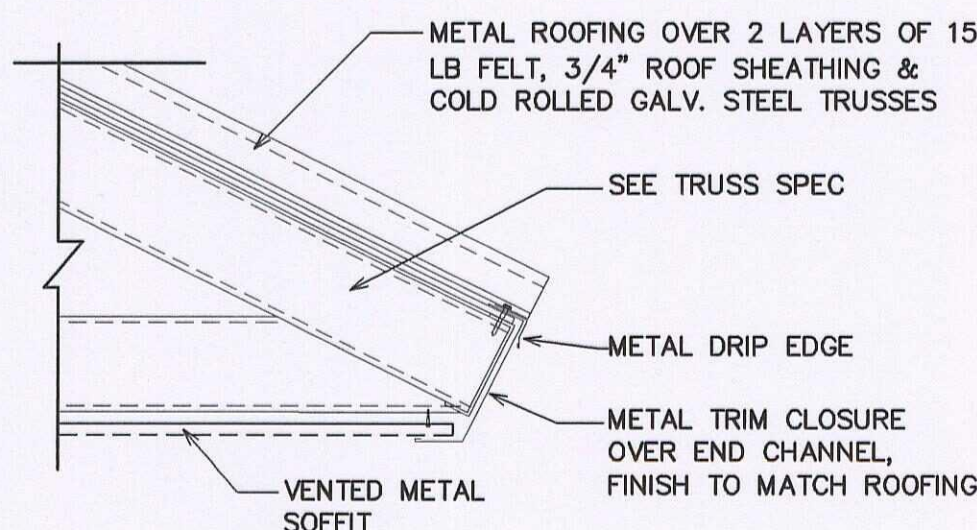 METAL ROOFING OVER 2 LAYERS OF 15
LB FELT, 3/4" ROOF SHEATHING &
COLD ROLLED GALV. STEEL TRUSSES
SEE TRUSS SPEC
METAL DRIP EDGE
METAL TRIM CLOSURE
OVER END CHANNEL,
FINISH TO MATCH ROOFING
VENTED METAL
SOFFIT